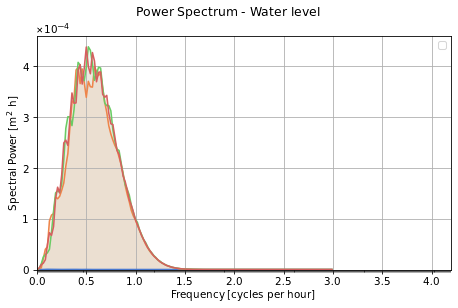 Power Spectrum - Water level
×10⁻⁴
4
3
2
1
0
Spectral Power [m² h]
0.0 0.5 1.0 1.5 2.0 2.5 3.0 3.5 4.0
Frequency [cycles per hour]